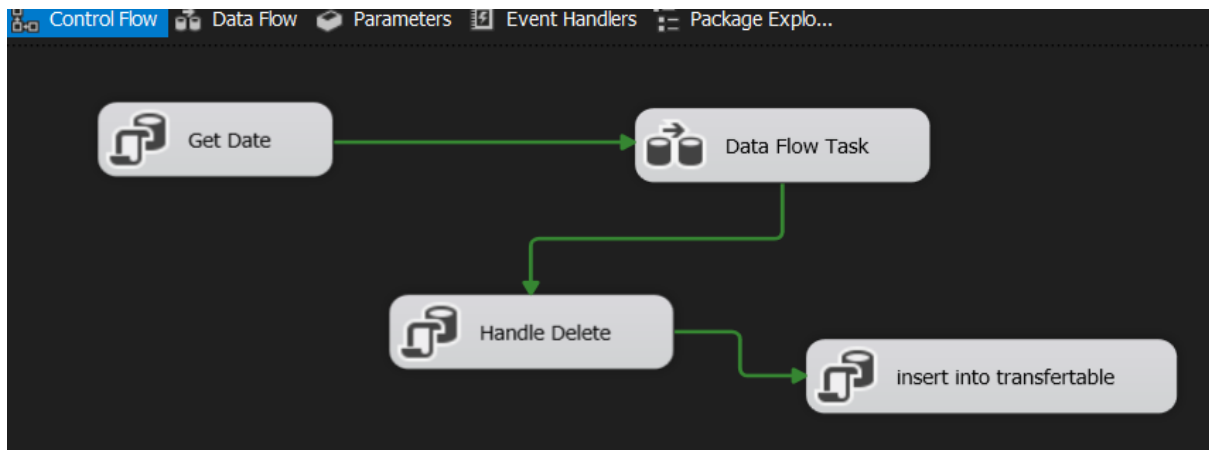 Control Flow Data Flow Parameters Event Handlers Package Explo...
Get Date
Data Flow Task
Handle Delete
insert into transfertable